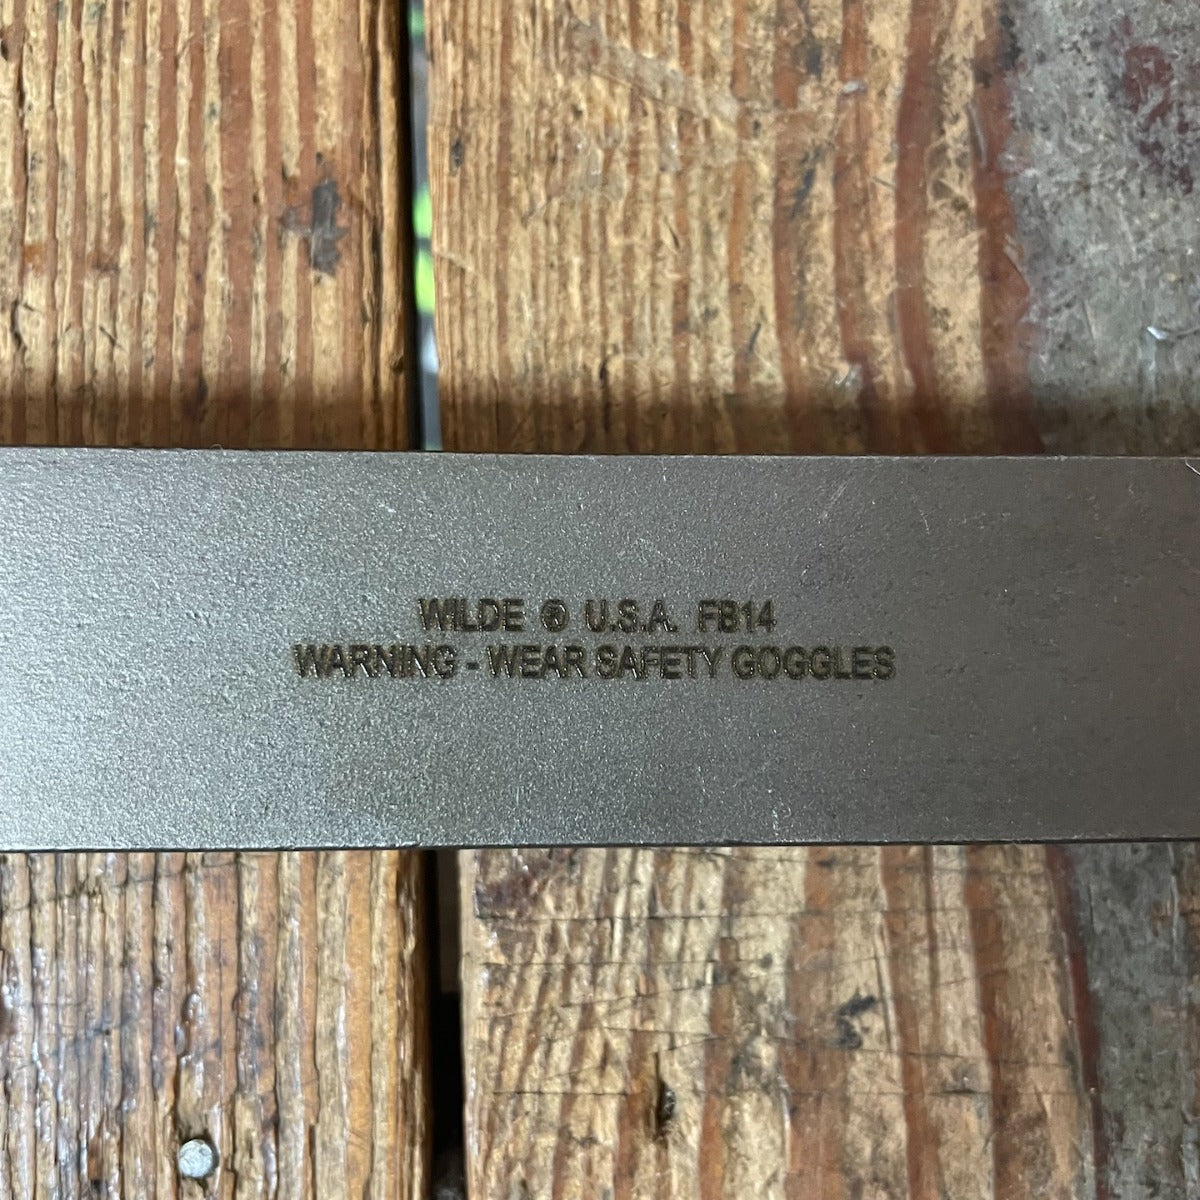 WILDE ® U.S.A. FB14
WARNING - WEAR SAFETY GOGGLES